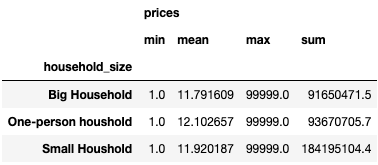 prices
min mean max sum
household_size
Big Household 1.0 11.791609 99999.0 91650471.5
One-person houshold 1.0 12.102657 99999.0 93670705.7
Small Houshold 1.0 11.920187 99999.0 184195104.4